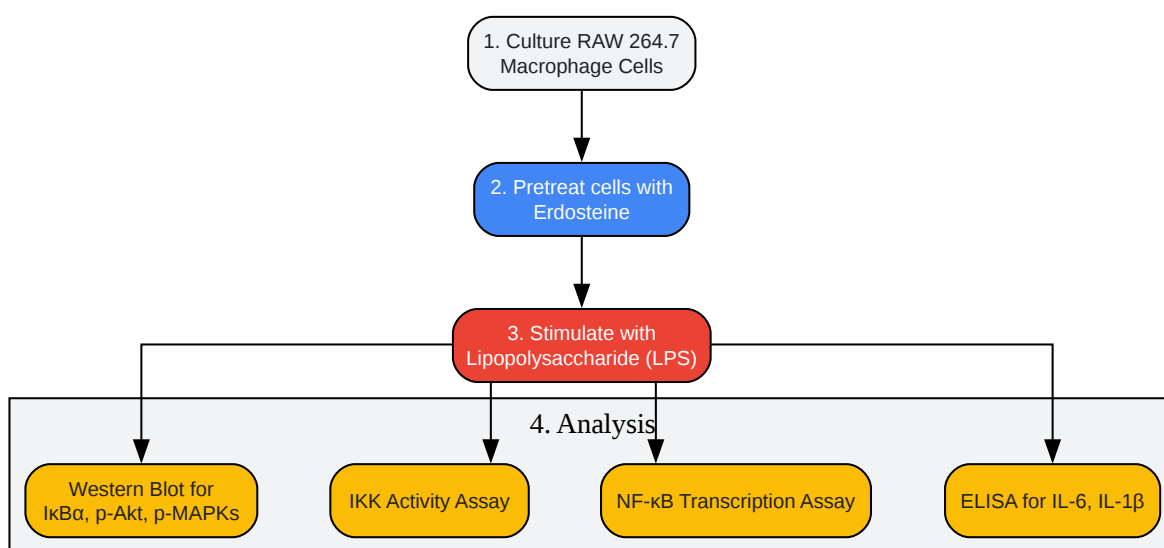 1. Culture RAW 264.7
Macrophage Cells
2. Pretreat cells with
Erdosteine
3. Stimulate with
Lipopolysaccharide (LPS)
4. Analysis
Western Blot for
IκBα, p-Akt, p-MAPKs
IKK Activity Assay
NF-κB Transcription Assay
ELISA for IL-6, IL-1β